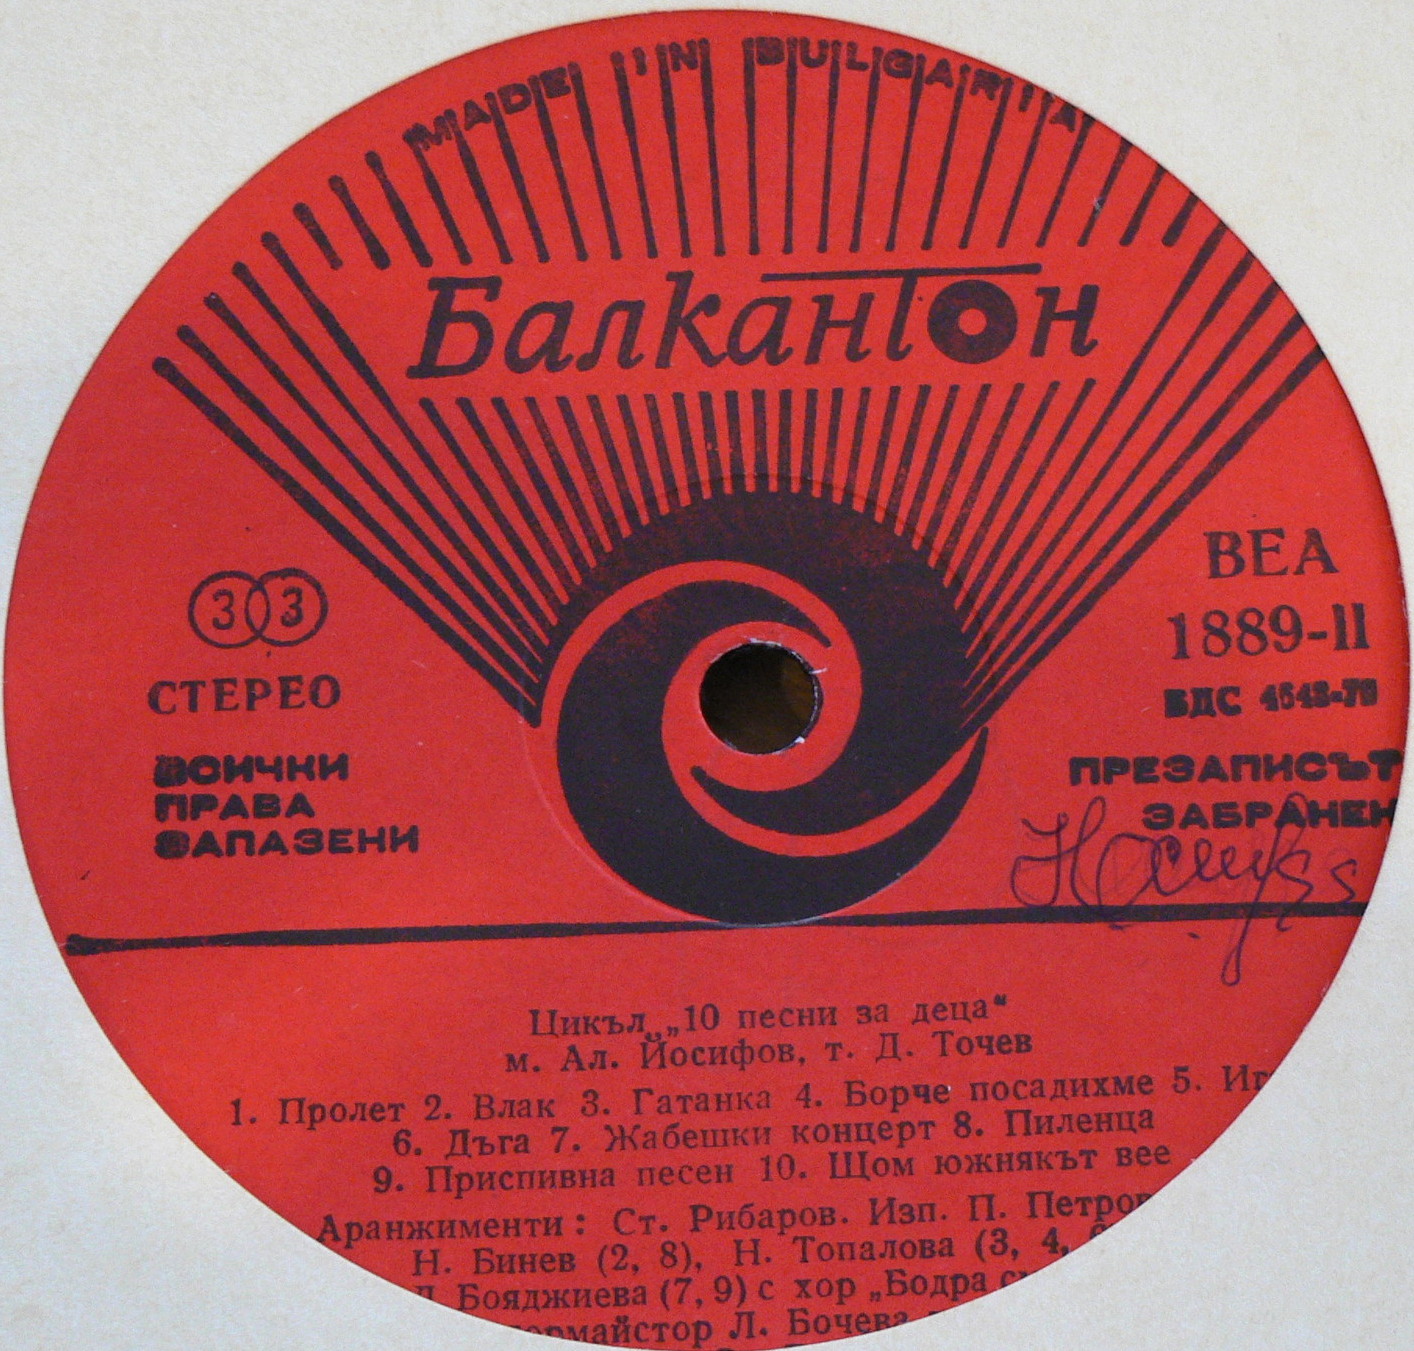 MADE IN BULGARIA
Балкантон
33
СТЕРЕО
ВСИЧКИ
ПРАВА
ЗАПАЗЕНИ
ВЕА
1889-II
БДС
ПРЕЗАПИСЪТ
ЗАБРАНЕН
Цикъл „10 песни за деца“
м. Ал. Йосифов, т. Д. Точев
1. Пролет 2. Влак 3. Гатанка 4. Борче посадихме 5.
6. Дъга 7. Жабешки концерт 8. Пиленца
9. Приспивна песен 10. Щом южнякът вее
Аранжименти: Ст. Рибаров. Изп. П. Петров
Н. Бинев (2, 8), Н. Топалова (3, 4,
Бояджиева (7, 9) с хор „Бодра
Л. Бочева